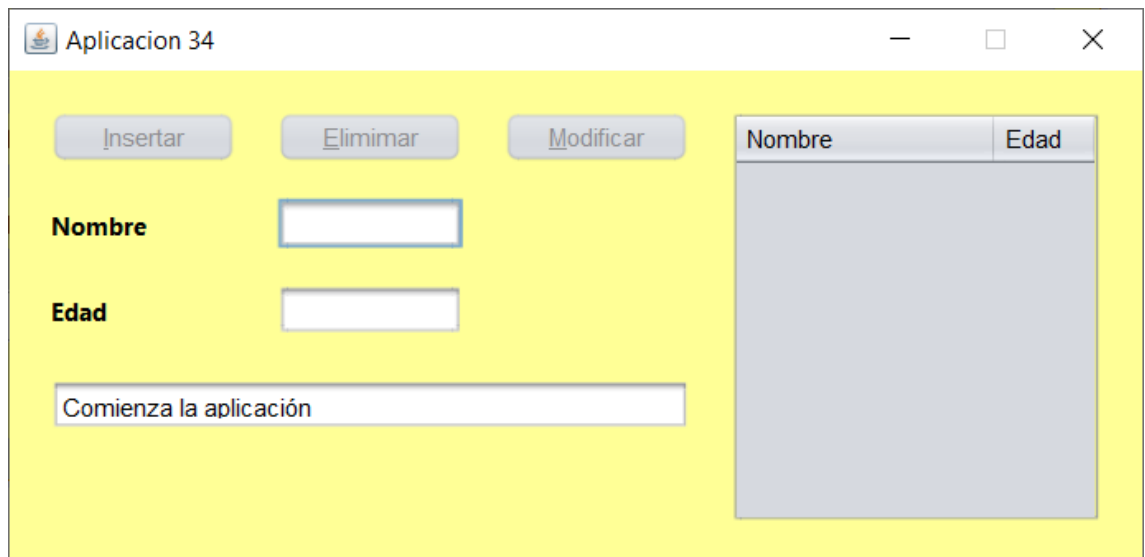 Aplicacion 34
Insertar Elimimar Modificar
Nombre Edad
Nombre
Edad
Comienza la aplicación